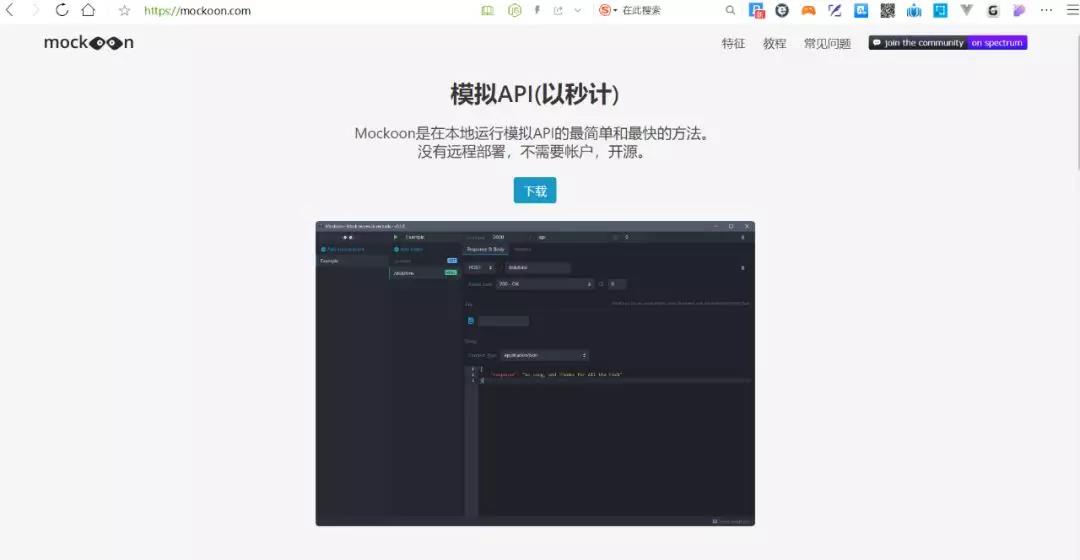 https://mockoon.com
在此搜索
mockoon
特征 教程 常见问题 join the community on spectrum
模拟API(以秒计)
Mockoon是在本地运行模拟API的最简单和最快的方法。
没有远程部署，不需要帐户，开源。
下载
Example 3000 api 0
Response & Body
Example
POST / database
200 - OK 0
Content-Type application/json
"response": "So long, and thanks for all the fish"